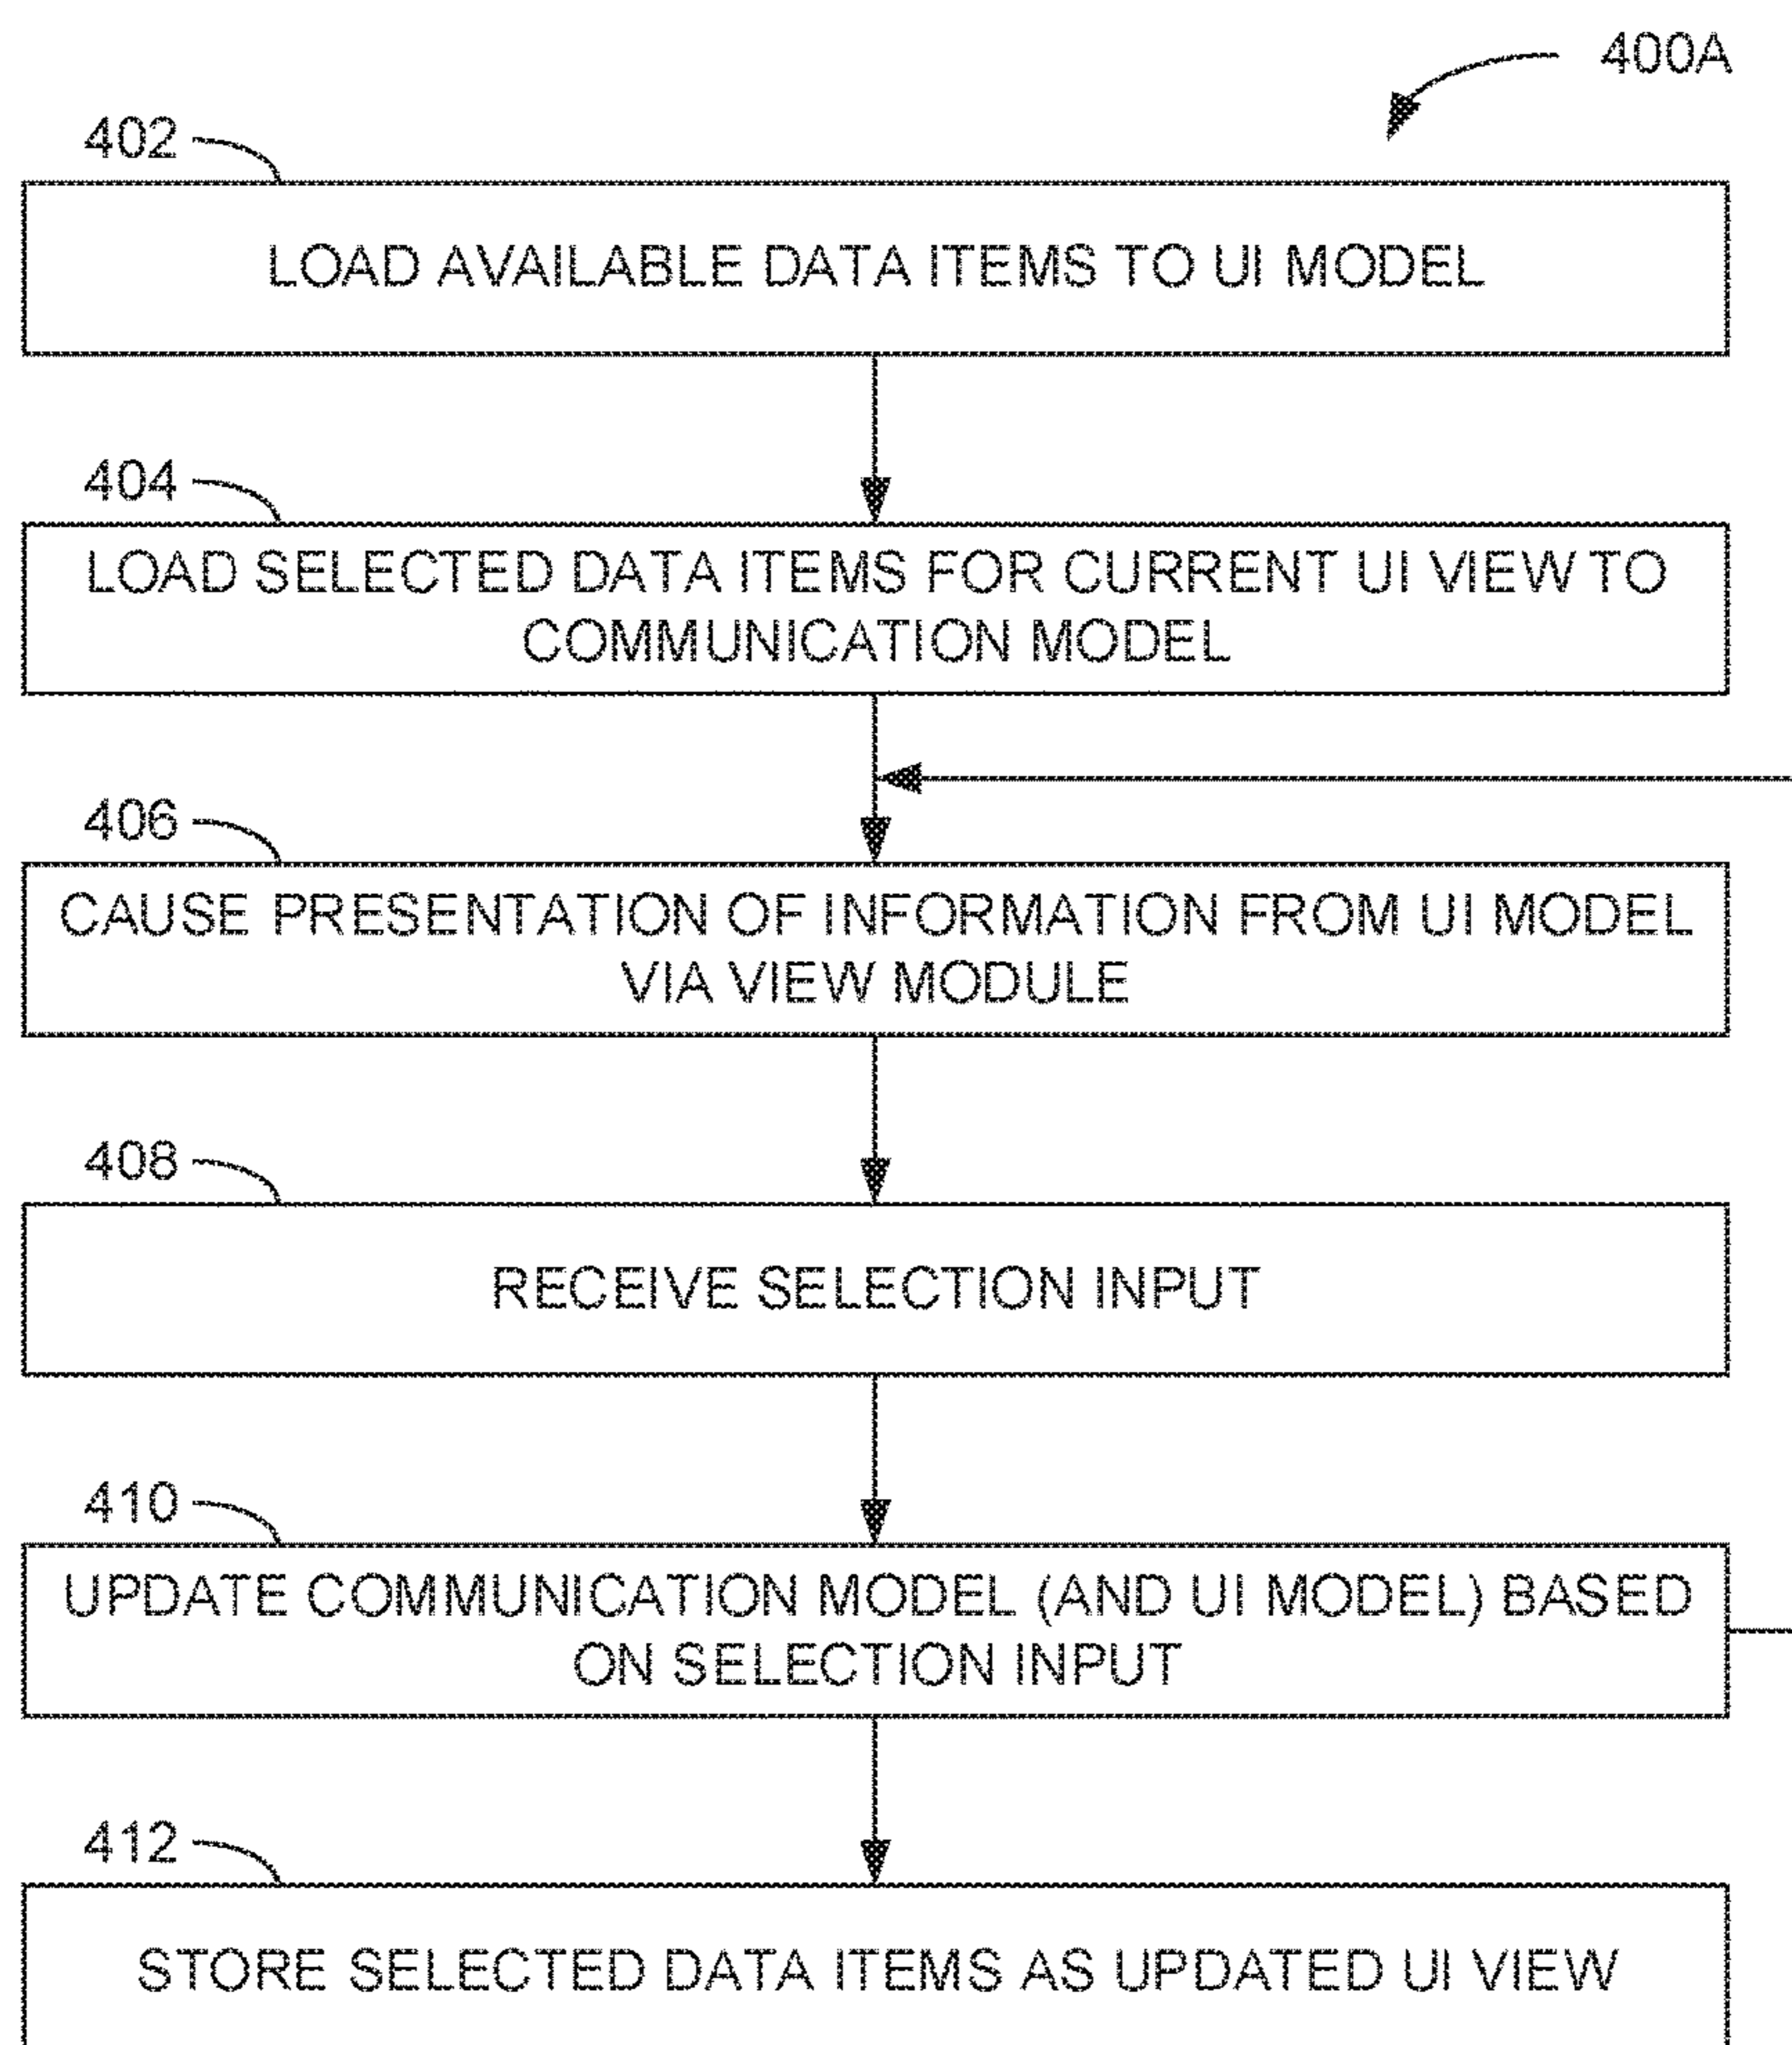 400A
402
LOAD AVAILABLE DATA ITEMS TO UI MODEL
404
LOAD SELECTED DATA ITEMS FOR CURRENT UI VIEW TO
COMMUNICATION MODEL
406
CAUSE PRESENTATION OF INFORMATION FROM UI MODEL
VIA VIEW MODULE
408
RECEIVE SELECTION INPUT
410
UPDATE COMMUNICATION MODEL (AND UI MODEL) BASED
ON SELECTION INPUT
412
STORE SELECTED DATA ITEMS AS UPDATED UI VIEW